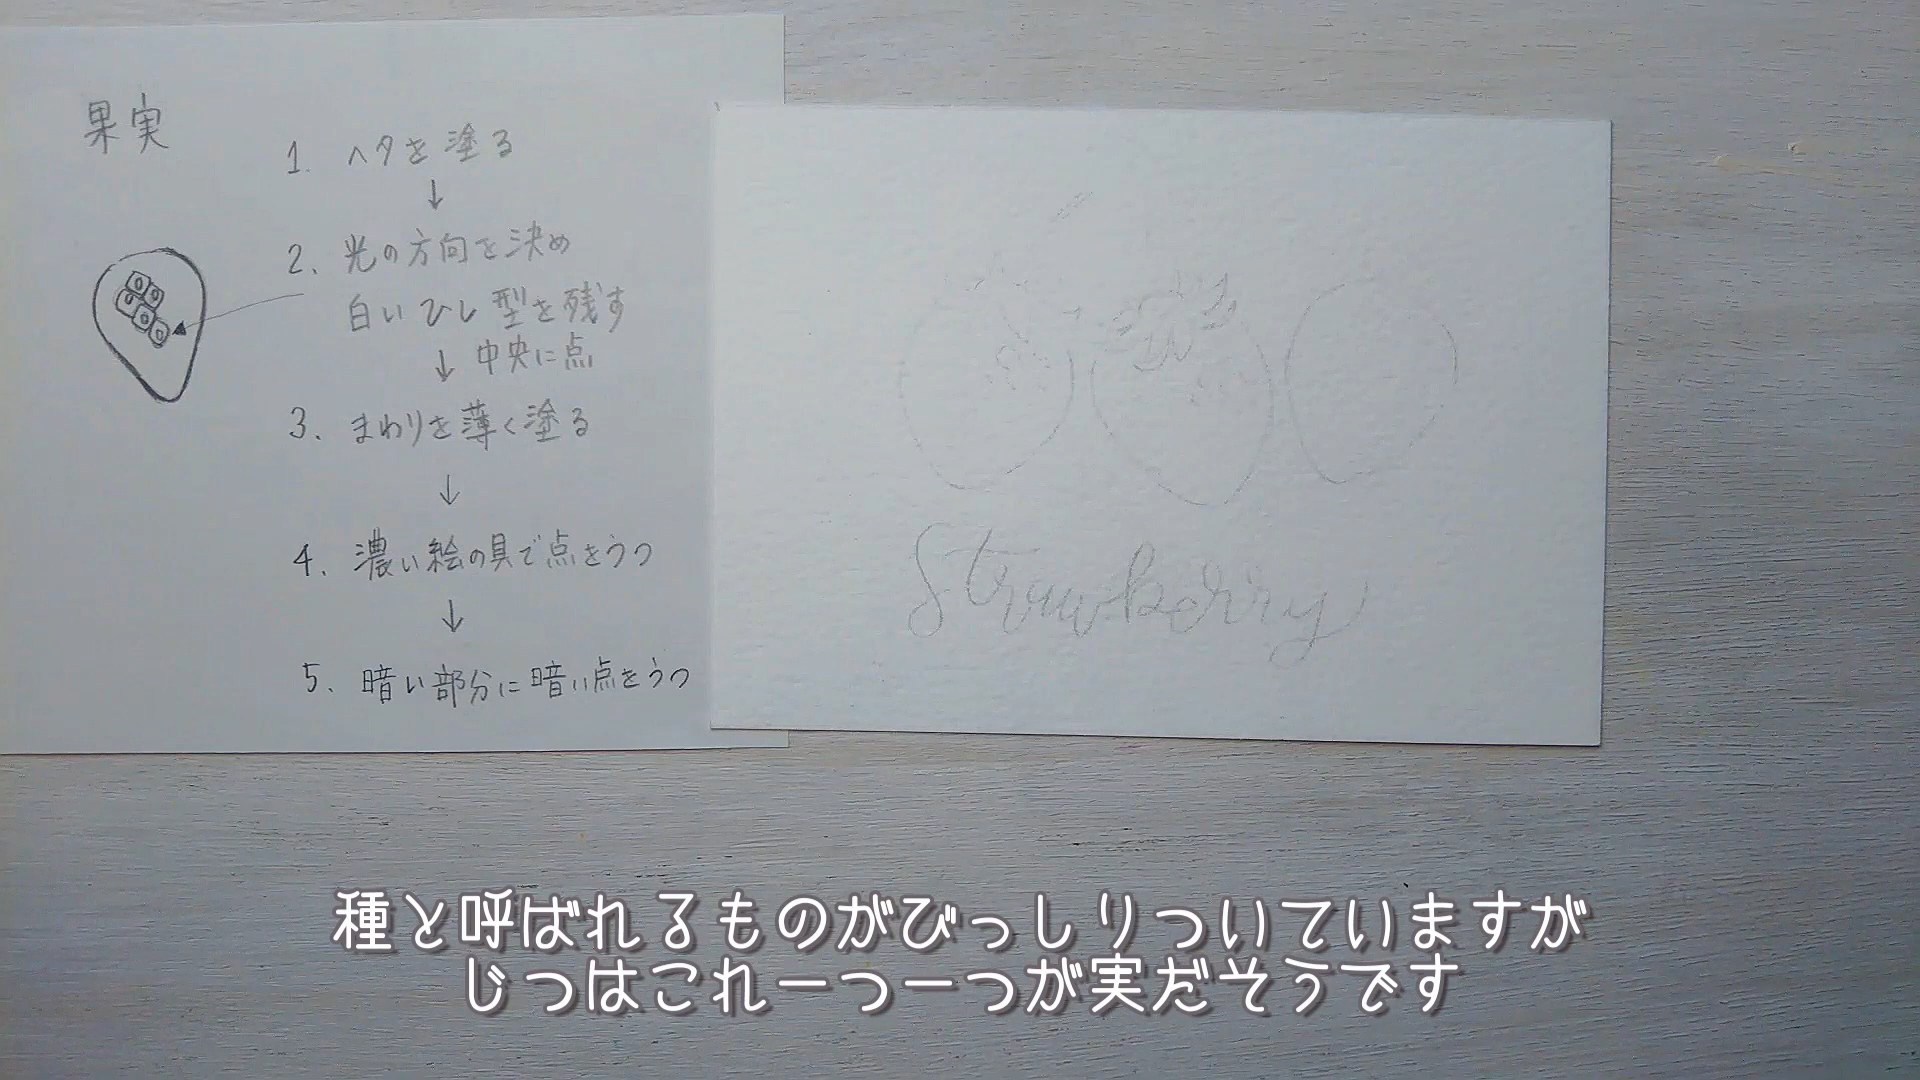 果実
1. ヘタを塗る
↓
2. 光の方向を決め
白いひし型を残す
↓ 中央に点
3. まわりを薄く塗る
↓
4. 濃い絵の具で点をうつ
↓
5. 暗い部分に暗い点をうつ
Strawberry
種と呼ばれるものがびっしりついていますが
じつはこれ一つ一つが実だそうです